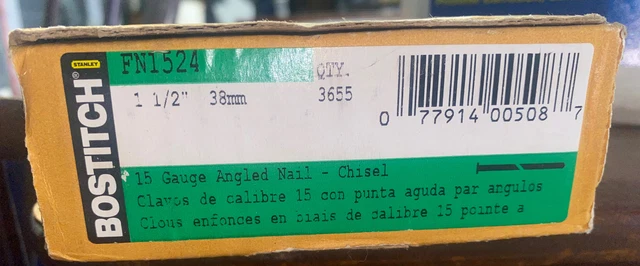 STANLEY
BOSTITCH®
FN1524
QTY.
1 1/2" 38mm 3655
0 77914 00508 7
15 Gauge Angled Nail - Chisel
Clavos de calibre 15 con punta aguda par angulos
Clous enfonces en biais de calibre 15 pointe a